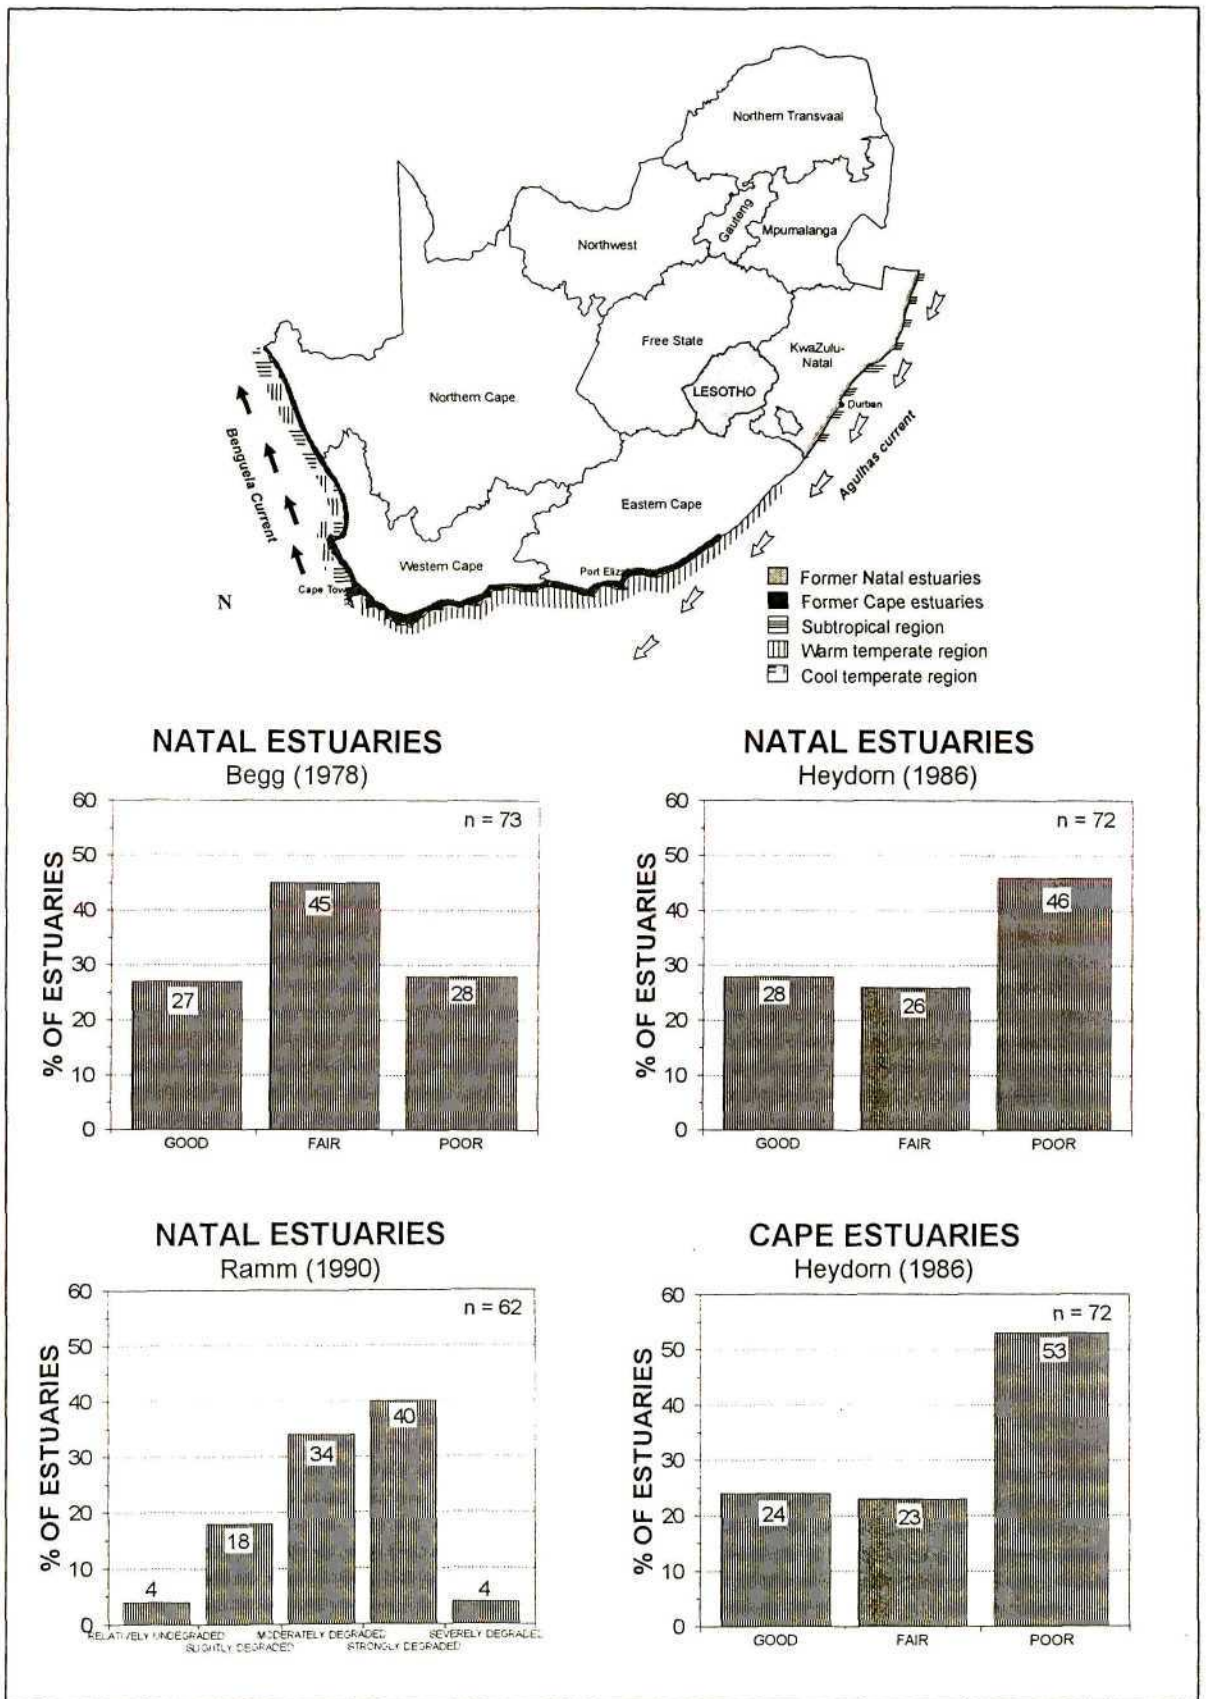 Northern Transvaal
Northwest
Gauteng
Mpumalanga
Free State
KwaZulu-
Natal
LESOTHO
Northern Cape
Durban
Agulhas current
Benguela Current
Eastern Cape
Western Cape
Port Eliz
Cape Tow
N
Former Natal estuaries
Former Cape estuaries
Subtropical region
Warm temperate region
Cool temperate region
NATAL ESTUARIES
Begg (1978)
n = 73
% OF ESTUARIES
60
50
40
30
20
10
0
27
45
28
GOOD FAIR POOR
NATAL ESTUARIES
Heydorn (1986)
n = 72
% OF ESTUARIES
60
50
40
30
20
10
0
28
26
46
GOOD FAIR POOR
NATAL ESTUARIES
Ramm (1990)
n = 62
% OF ESTUARIES
60
50
40
30
20
10
0
4
18
34
40
4
RELATIVELY UNDEGRADED MODERATELY DEGRADED SEVERELY DEGRADED
SLIGHTLY DEGRADED STRONGLY DEGRADED
CAPE ESTUARIES
Heydorn (1986)
n = 72
% OF ESTUARIES
60
50
40
30
20
10
0
24
23
53
GOOD FAIR POOR